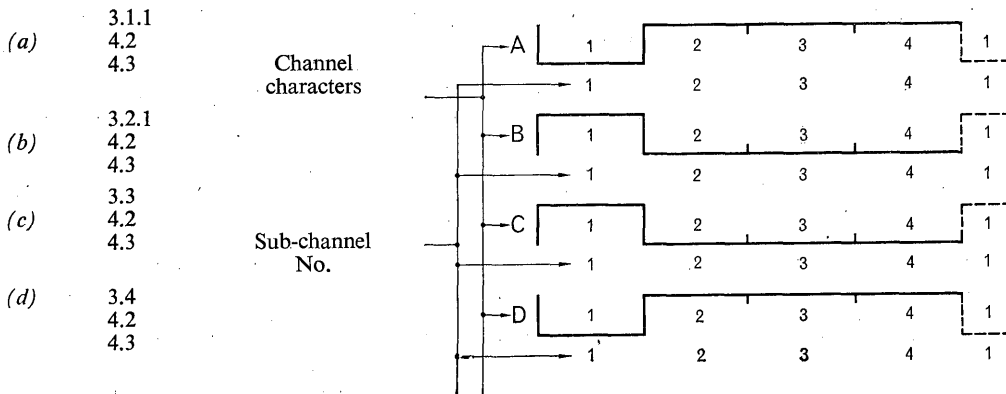 3.1.1
(a) 4.2
4.3
Channel
characters
A 1 2 3 4 1
1 2 3 4 1
3.2.1
(b) 4.2
4.3
B 1 2 3 4 1
1 2 3 4 1
3.3
(c) 4.2
4.3
Sub-channel
No.
C 1 2 3 4 1
1 2 3 4 1
3.4
(d) 4.2
4.3
D 1 2 3 4 1
1 2 3 4 1